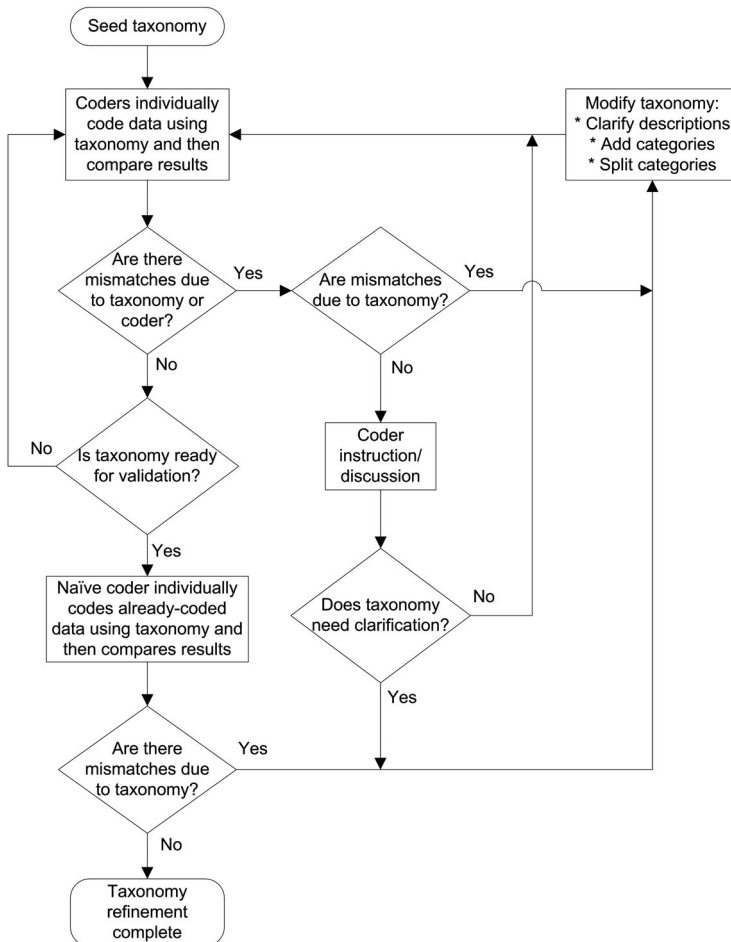 Seed taxonomy
Coders individually
code data using
taxonomy and then
compare results
Modify taxonomy:
* Clarify descriptions
* Add categories
* Split categories
Are there
mismatches due
to taxonomy or
coder?
Yes
Are mismatches
due to taxonomy?
Yes
No
No
Is taxonomy ready
for validation?
No
Coder
instruction/
discussion
Yes
Naïve coder individually
codes already-coded
data using taxonomy and
then compares results
Does taxonomy
need clarification?
No
Yes
Are there
mismatches due
to taxonomy?
Yes
No
Taxonomy
refinement
complete